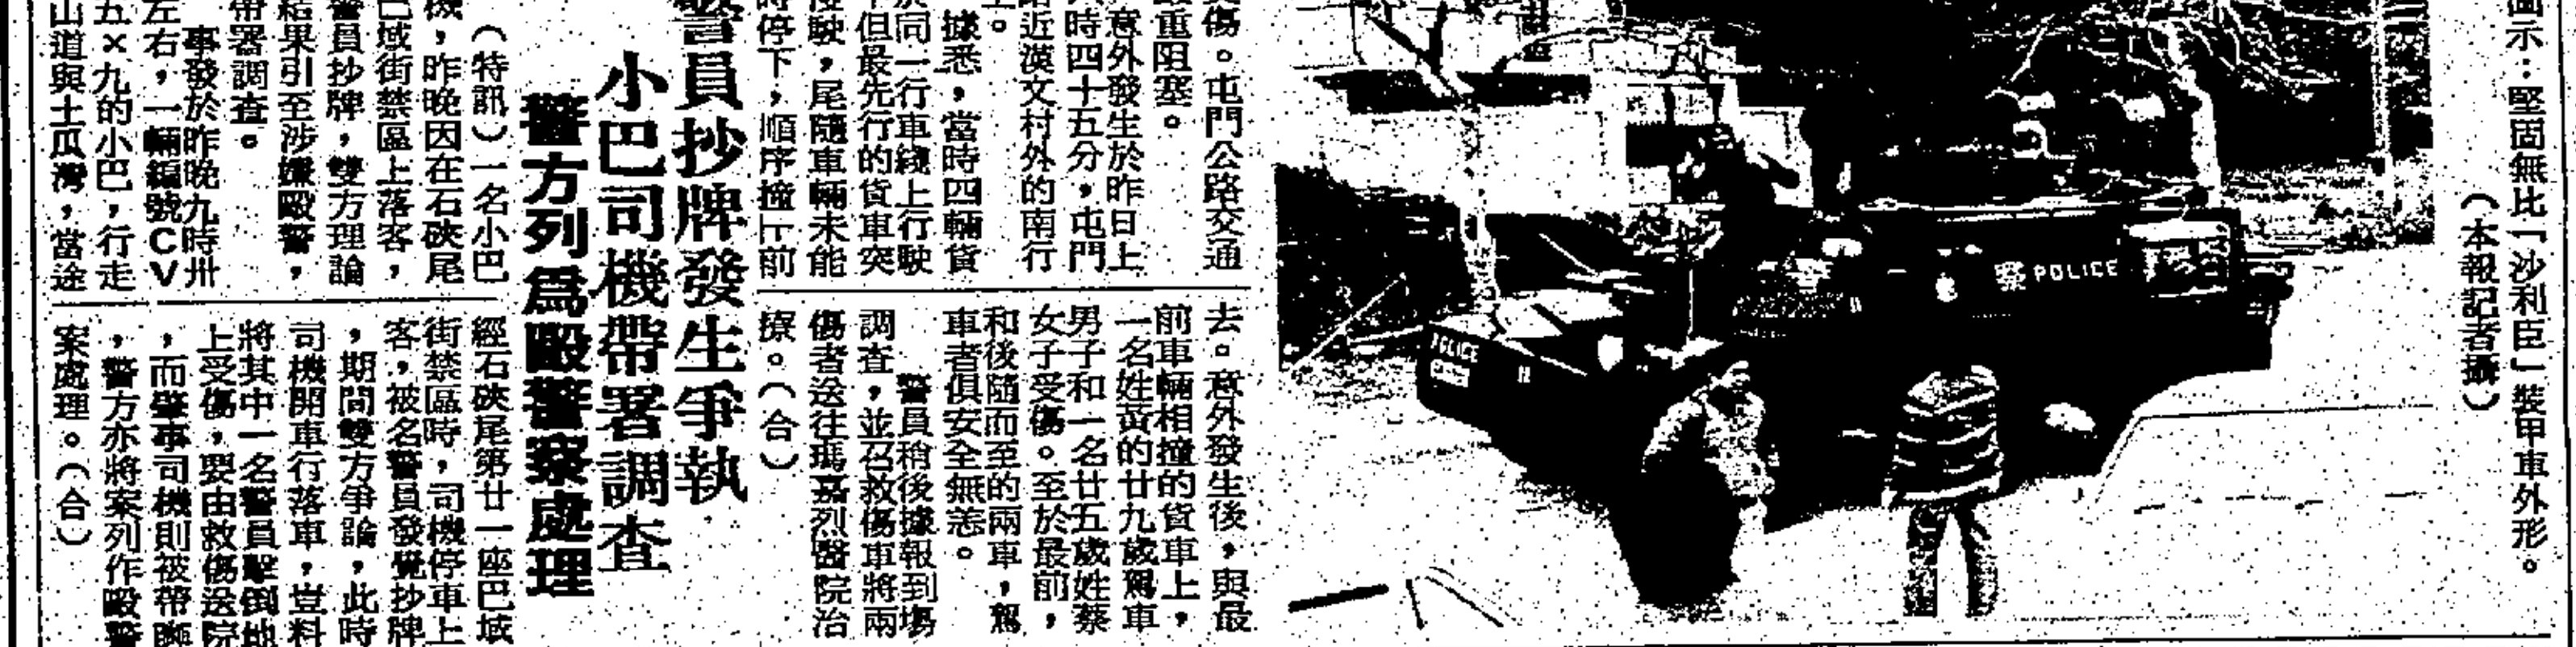 圖示：堅固無比「沙利臣」裝甲車外形。
（本報記者攝）
察 POLICE
POLICE
傷。屯門公路交通
嚴重阻塞。
意外發生於昨日上
時四十五分，屯門
路近漢文村外的南行
上。
據悉，當時四輛貨
於同一行車綫上行駛
但最先行的貨車突
慢駛，尾隨車輛未能
時停下，順序撞向前
去。意外發生後，與最
前車輛相撞的貨車上，
一名姓黃的廿九歲駕車
男子和一名廿五歲姓蔡
女子受傷。至於最前，
和後隨而至的兩車，駕
車者俱安全無恙。
警員稍後據報到場
調查，並召救傷車將兩
傷者送往瑪嘉烈醫院治
療。（合）
警員抄牌發生爭執
小巴司機帶署調查
警方列爲毆警案處理
（特訊）一名小巴
機，昨晚因在石硤尾
巴域街禁區上落客，
警員抄牌，雙方理論
結果引至涉嫌毆警，
帶署調查。
事發於昨晚九時卅
左右，一輛編號CV
五×九的小巴，行走
山道與土瓜灣，當途
經石硤尾第廿一座巴域
街禁區時，司機停車上
客，被名警員發覺抄牌
，期間雙方爭論，此時
司機開車行落車，豈料
將其中一名警員擊倒地
上受傷，要由救傷送院
，而肇事司機則被帶署
，警方亦將案列作毆警
案處理。（合）